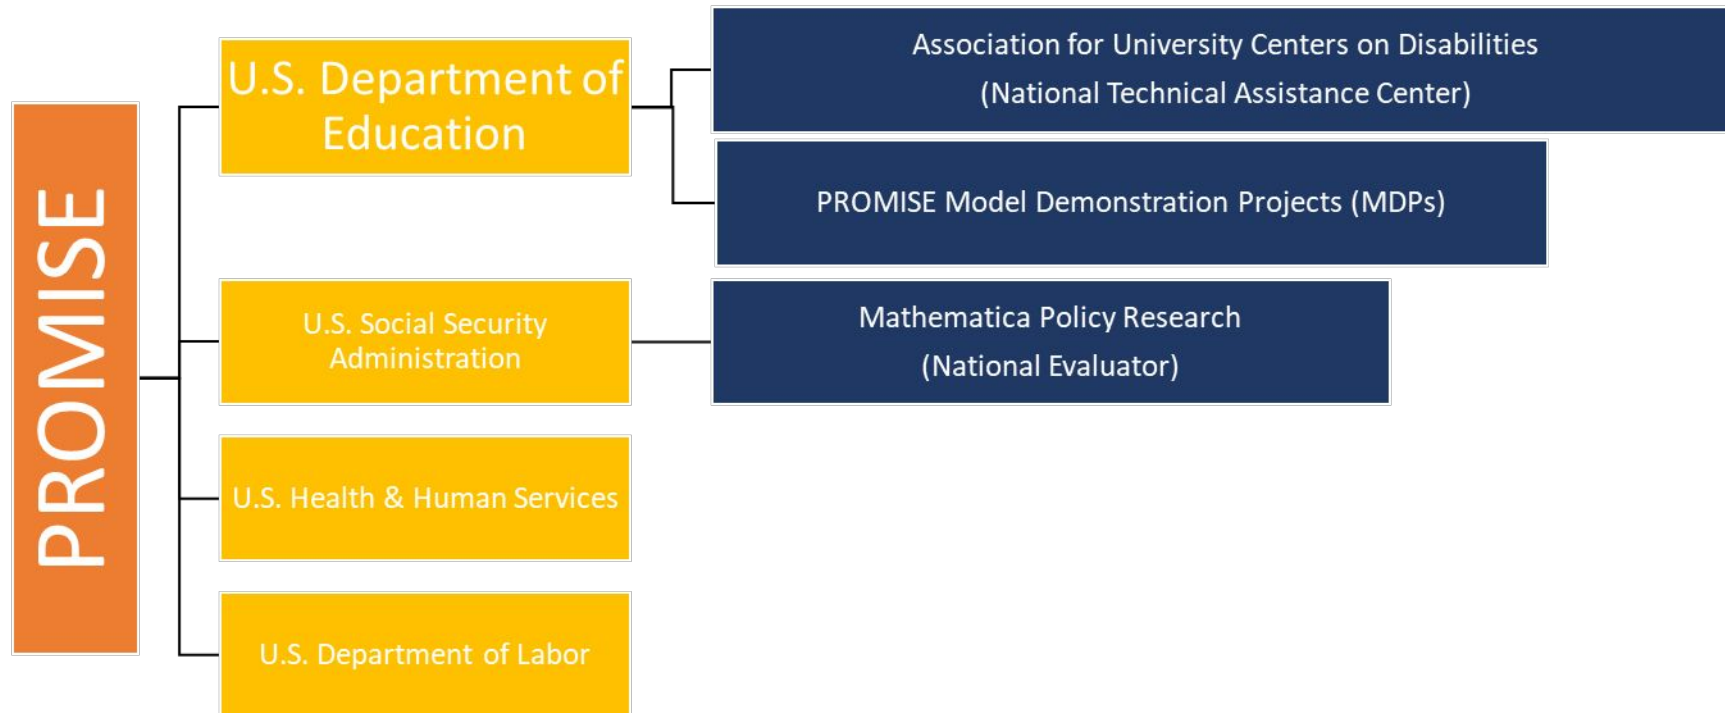 PROMISE
U.S. Department of
Education
Association for University Centers on Disabilities
(National Technical Assistance Center)
PROMISE Model Demonstration Projects (MDPs)
U.S. Social Security
Administration
Mathematica Policy Research
(National Evaluator)
U.S. Health & Human Services
U.S. Department of Labor